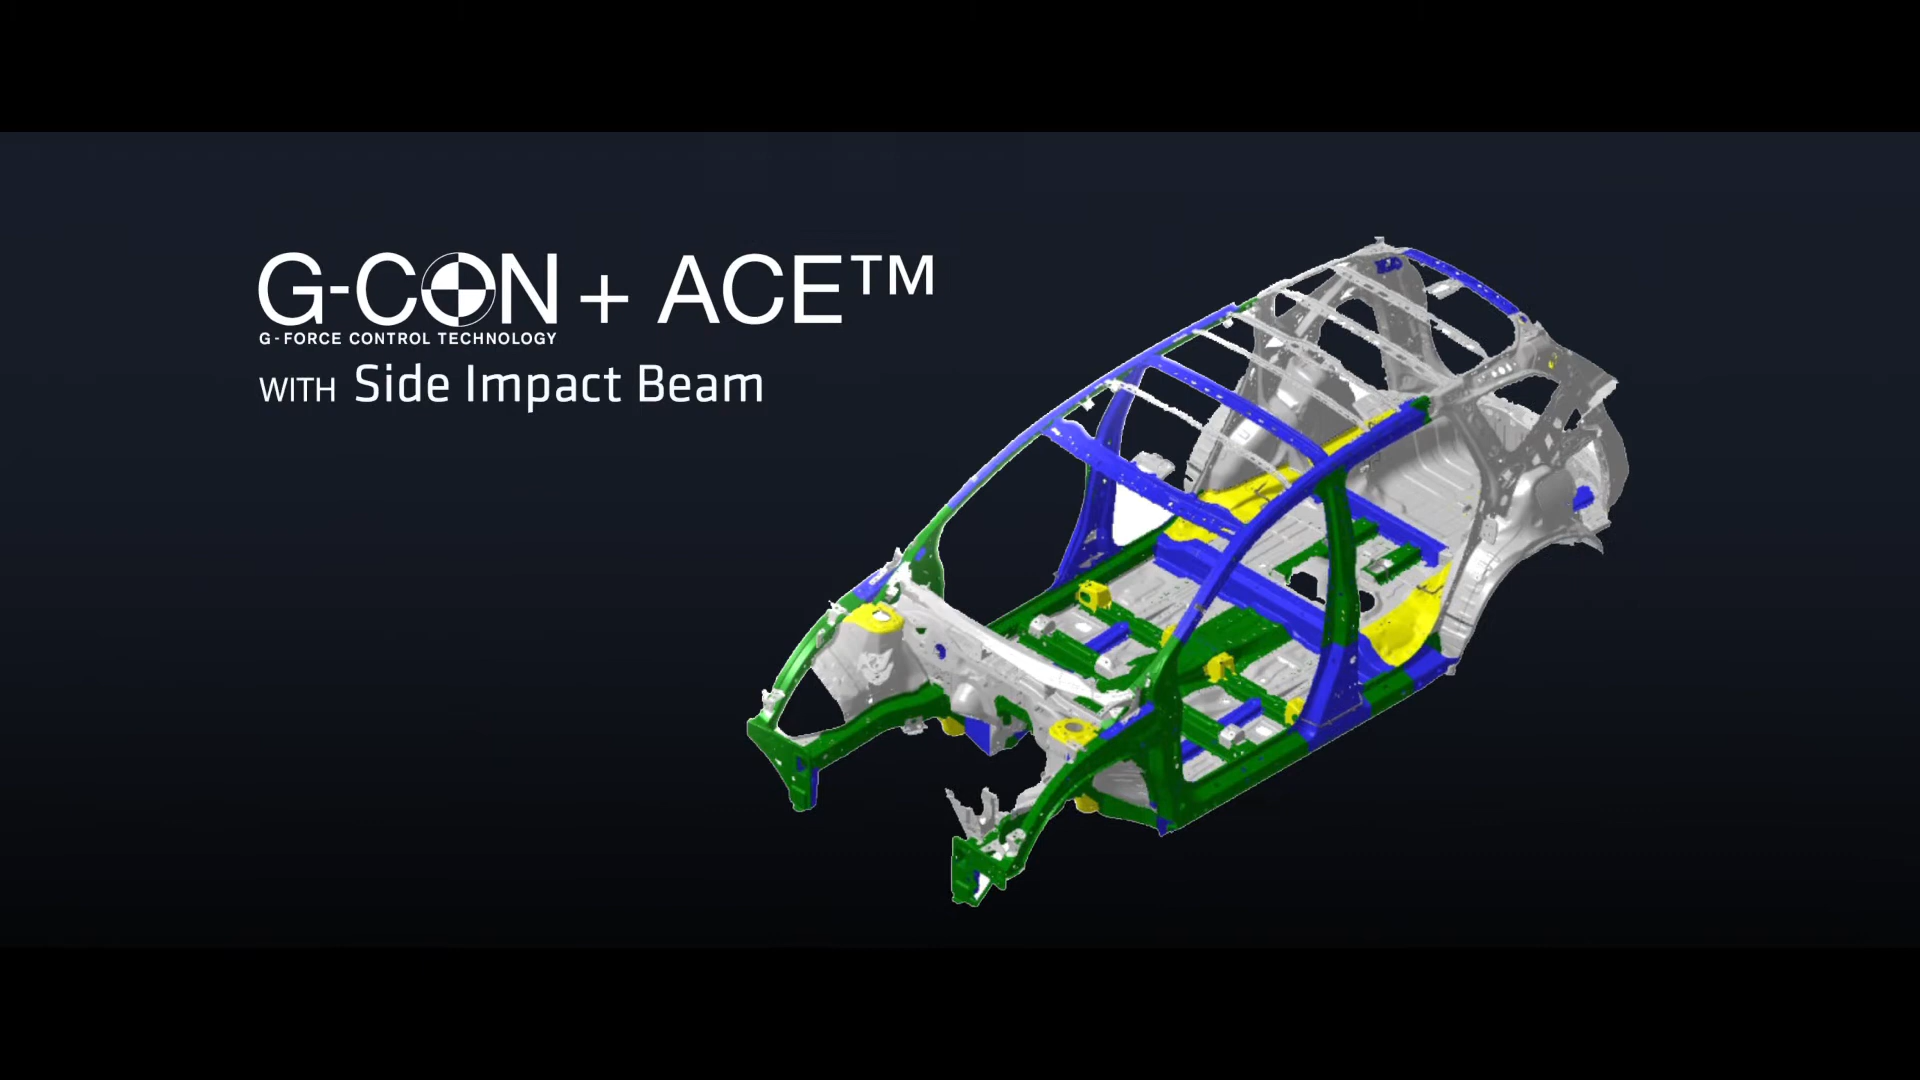 G-CON + ACE™
G-FORCE CONTROL TECHNOLOGY
WITH Side Impact Beam